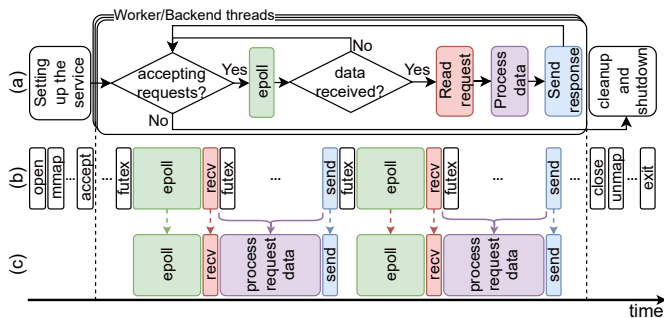 Worker/Backend threads
(a)
Setting
up the
service
accepting
requests?
Yes
No
epoll
data
received?
No
Yes
Read
request
Process
data
Send
response
cleanup and
shutdown
(b)
open
mmap
...
accept
...
futex
epoll
recv
futex
...
send
futex
epoll
recv
futex
...
send
...
close
unmap
...
exit
(c)
epoll
recv
process
request
data
send
epoll
recv
process
request
data
send
time